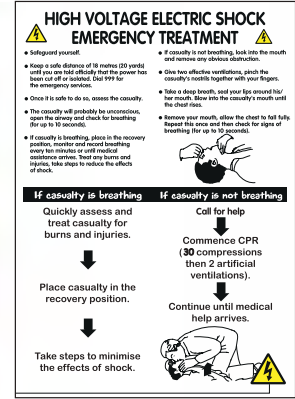 HIGH VOLTAGE ELECTRIC SHOCK
EMERGENCY TREATMENT
• Safeguard yourself.
• Keep a safe distance of 18 metres (20 yards)
until you are told officially that the power has
been cut off or isolated. Dial 999 for
the emergency services.
• Once it is safe to do so, assess the casualty.
• The casualty will probably be unconscious,
open the airway and check for breathing
(for up to 10 seconds).
• If casualty is breathing, place in the recovery
position, monitor and record breathing
every ten minutes or until medical
assistance arrives. Treat any burns and
injuries, take steps to reduce the effects
of shock.
• If casualty is not breathing, look into the mouth
and remove any obvious obstruction.
• Give two effective ventilations, pinch the
casualty's nostrils together with your fingers.
• Take a deep breath, seal your lips around his/
her mouth. Blow into the casualty's mouth until
the chest rises.
• Remove your mouth, allow the chest to fall fully.
Repeat this once and then check for signs of
breathing (for up to 10 seconds).
If casualty is breathing
Quickly assess and
treat casualty for
burns and injuries.
Place casualty in the
recovery position.
Take steps to minimise
the effects of shock.
If casualty is not breathing
Call for help
Commence CPR
(30 compressions
then 2 artificial
ventilations).
Continue until medical
help arrives.